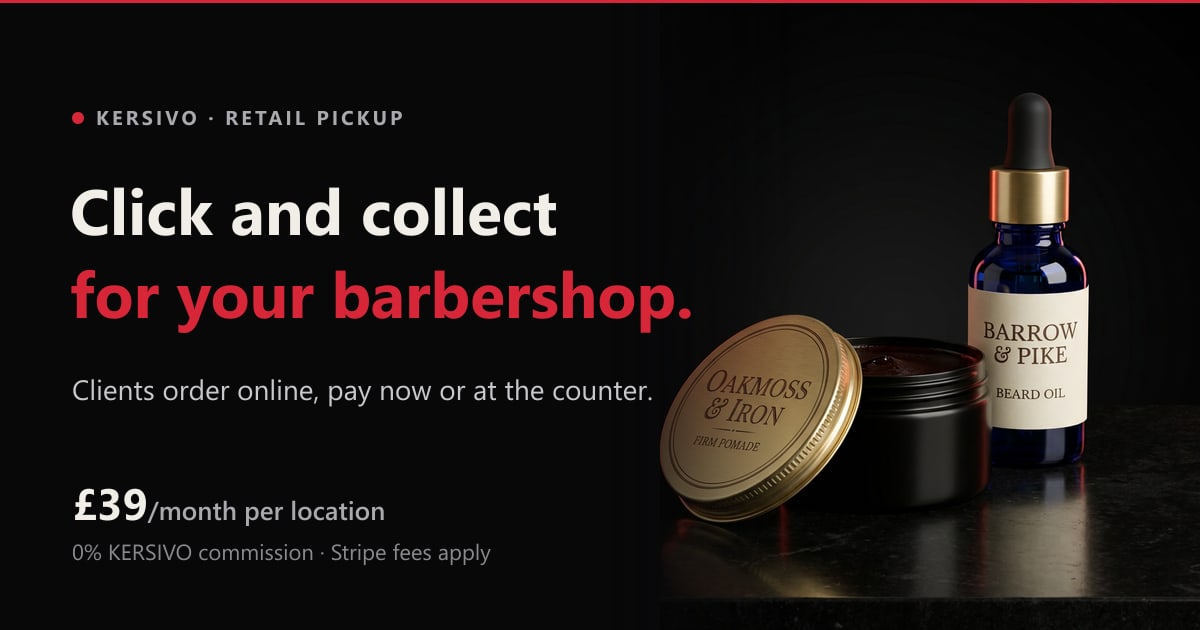 KERSIVO · RETAIL PICKUP
Click and collect
for your barbershop.
Clients order online, pay now or at the counter.
£39/month per location
0% KERSIVO commission · Stripe fees apply
OAKMOSS
& IRON
FIRM POMADE
BARROW
& PIKE
BEARD OIL